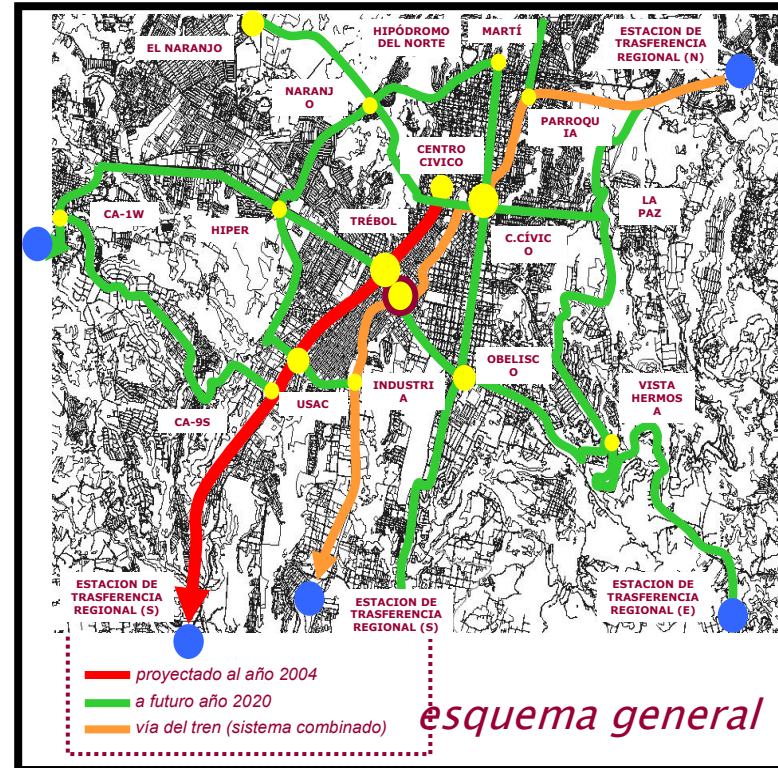 HIPÓDROMO
DEL NORTE
MARTÍ
ESTACION DE
TRASFERENCIA
REGIONAL (N)
EL NARANJO
NARANJ
O
PARROQU
IA
CENTRO
CIVICO
CA-1W
HIPER
TRÉBOL
C.CÍVIC
O
LA
PAZ
OBELISC
O
INDUSTRI
A
USAC
CA-9S
VISTA
HERMOS
A
ESTACION DE
TRASFERENCIA
REGIONAL (S)
ESTACION DE
TRASFERENCIA
REGIONAL (S)
ESTACION DE
TRASFERENCIA
REGIONAL (E)
proyectado al año 2004
a futuro año 2020
vía del tren (sistema combinado)
esquema general